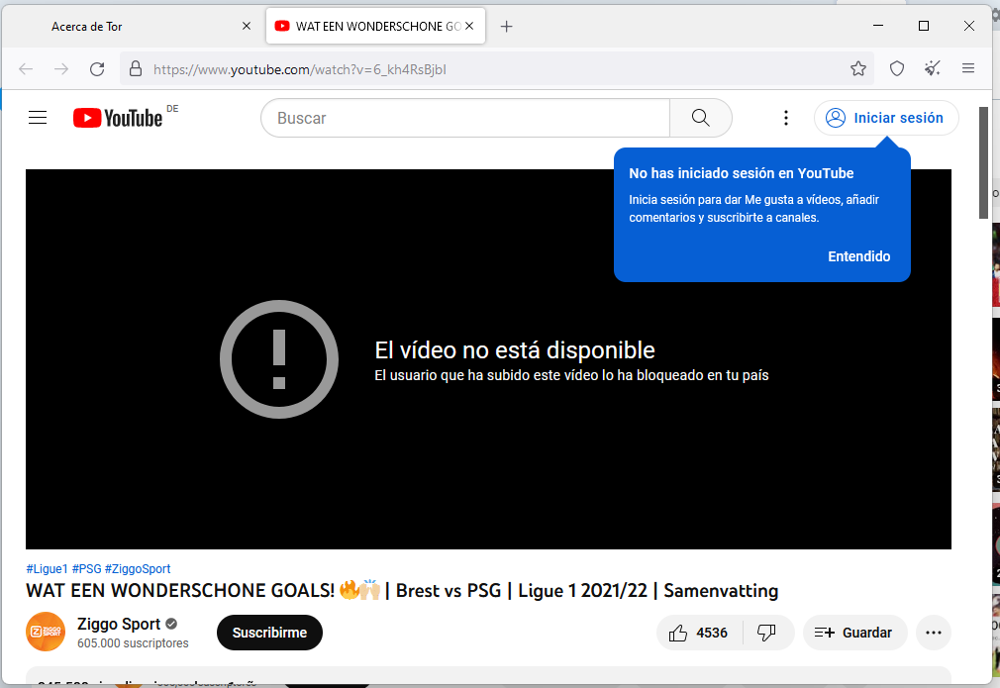 Acerca de Tor
WAT EEN WONDERSCHONE GO
https://www.youtube.com/watch?v=6_kh4RsBjbI
YouTube DE
Buscar
Iniciar sesión
No has iniciado sesión en YouTube
Inicia sesión para dar Me gusta a vídeos, añadir
comentarios y suscribirte a canales.
Entendido
El vídeo no está disponible
El usuario que ha subido este vídeo lo ha bloqueado en tu país
#Ligue1 #PSG #ZiggoSport
WAT EEN WONDERSCHONE GOALS! 🔥🙌🏻 | Brest vs PSG | Ligue 1 2021/22 | Samenvatting
Ziggo Sport
605.000 suscriptores
Suscribirme
4536
Guardar